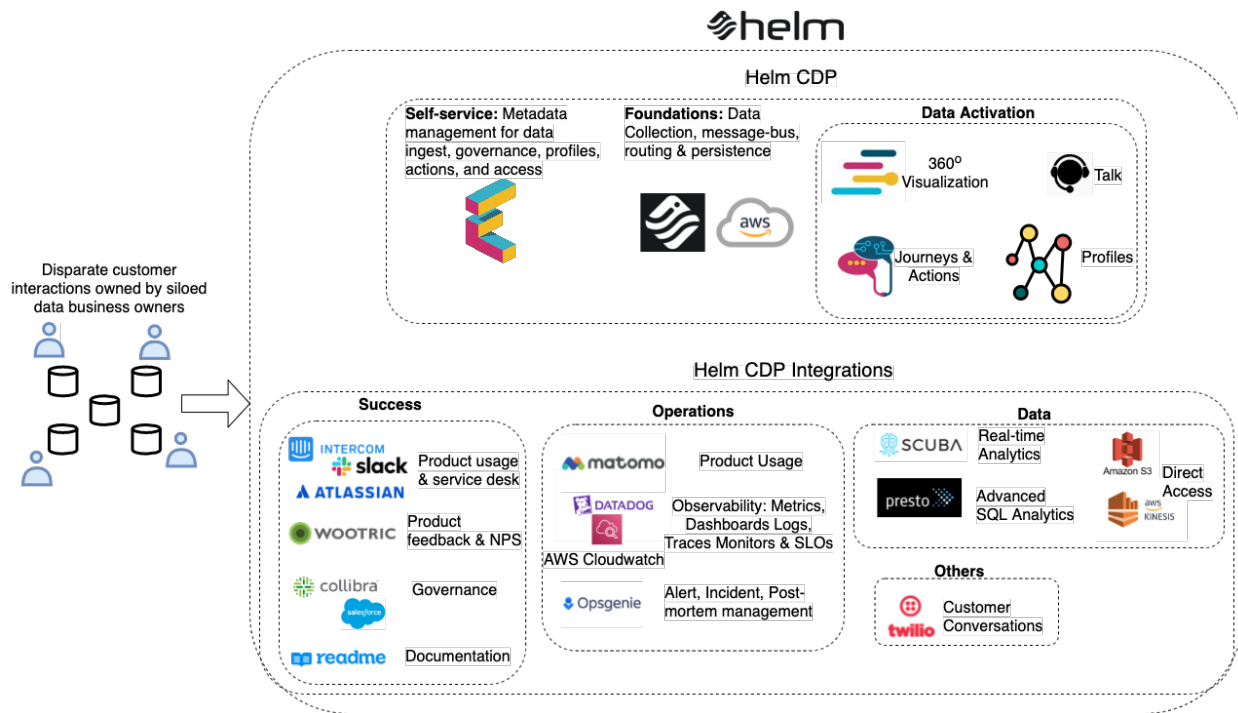 helm
Helm CDP
Self-service: Metadata
management for data
ingest, governance, profiles,
actions, and access
Foundations: Data
Collection, message-bus,
routing & persistence
aws
Data Activation
360º
Visualization
Talk
Journeys &
Actions
Profiles
Disparate customer
interactions owned by siloed
data business owners
Helm CDP Integrations
Success
INTERCOM
slack
ATLASSIAN
Product usage
& service desk
WOOTRIC
Product
feedback & NPS
collibra
salesforce
Governance
readme
Documentation
Operations
matomo
Product Usage
DATADOG
AWS Cloudwatch
Observability: Metrics,
Dashboards Logs,
Traces Monitors & SLOs
Opsgenie
Alert, Incident, Post-
mortem management
Data
SCUBA
Real-time
Analytics
presto
Advanced
SQL Analytics
Amazon S3
aws
KINESIS
Direct
Access
Others
twilio
Customer
Conversations